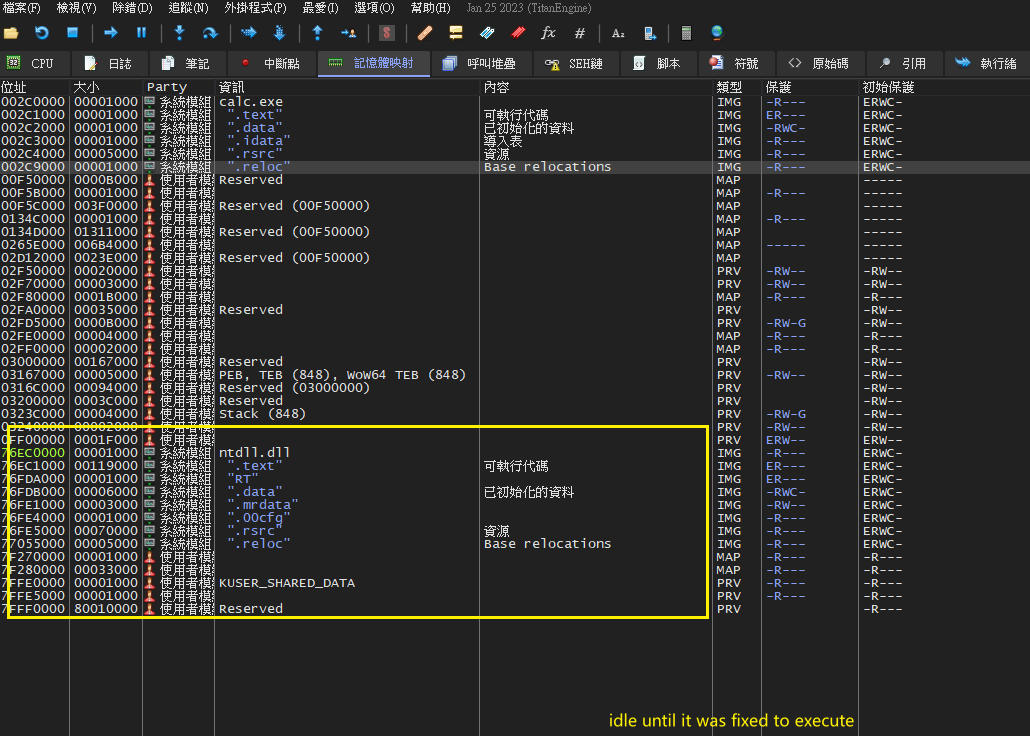 檔案(F) 檢視(V) 除錯(D) 追蹤(N) 外掛程式(P) 最愛(I) 選項(O) 幫助(H) Jan 25 2023 (TitanEngine)
CPU 日誌 筆記 中斷點 記憶體映射 呼叫堆疊 SEH鏈 腳本 符號 原始碼 引用 執行緒
位址 大小 Party 資訊 內容 類型 保護 初始保護
002C0000 00001000 系統模組 calc.exe IMG -R--- ERWC-
002C1000 00001000 系統模組 ".text" 可執行代碼 IMG ER--- ERWC-
002C2000 00001000 系統模組 ".data" 已初始化的資料 IMG -RWC- ERWC-
002C3000 00001000 系統模組 ".idata" 導入表 IMG -R--- ERWC-
002C4000 00005000 系統模組 ".rsrc" 資源 IMG -R--- ERWC-
002C9000 00001000 系統模組 ".reloc" Base relocations IMG -R--- ERWC-
00F50000 0000B000 使用者模 Reserved MAP -----
00F5B000 00001000 使用者模 MAP -R--- -----
00F5C000 003F0000 使用者模 Reserved (00F50000) MAP -----
0134C000 00001000 使用者模 MAP -R--- -----
0134D000 01311000 使用者模 Reserved (00F50000) MAP -----
0265E000 006B4000 使用者模 MAP ----- -----
02D12000 0023E000 使用者模 Reserved (00F50000) MAP -----
02F50000 00020000 使用者模 PRV -RW-- -RW--
02F70000 00003000 使用者模 PRV -RW-- -RW--
02F80000 0001B000 使用者模 MAP -R--- -R---
02FA0000 00035000 使用者模 Reserved PRV -RW--
02FD5000 0000B000 使用者模 PRV -RW-G -RW--
02FE0000 00004000 使用者模 MAP -R--- -R---
02FF0000 00002000 使用者模 MAP -R--- -R---
03000000 00167000 使用者模 Reserved PRV -RW--
03167000 00005000 使用者模 PEB, TEB (848), WoW64 TEB (848) PRV -RW-- -RW--
0316C000 00094000 使用者模 Reserved (03000000) PRV -RW--
03200000 0003C000 使用者模 Reserved PRV -RW--
0323C000 00004000 使用者模 Stack (848) PRV -RW-G -RW--
03240000 00002000 使用者模 PRV -RW-- -RW--
0FF00000 0001F000 使用者模 PRV ERW-- ERW--
76EC0000 00001000 系統模組 ntdll.dll IMG -R--- ERWC-
76EC1000 00119000 系統模組 ".text" 可執行代碼 IMG ER--- ERWC-
76FDA000 00001000 系統模組 "RT" IMG ER--- ERWC-
76FDB000 00006000 系統模組 ".data" 已初始化的資料 IMG -RWC- ERWC-
76FE1000 00003000 系統模組 ".mrdata" IMG -RW-- ERWC-
76FE4000 00001000 系統模組 ".00cfg" IMG -R--- ERWC-
76FE5000 00070000 系統模組 ".rsrc" 資源 IMG -R--- ERWC-
77055000 00005000 系統模組 ".reloc" Base relocations IMG -R--- ERWC-
7F270000 00001000 使用者模 MAP -R--- -R---
7F280000 00033000 使用者模 MAP -R--- -R---
7FFE0000 00001000 使用者模 KUSER_SHARED_DATA PRV -R--- -R---
7FFE5000 00001000 使用者模 PRV -R--- -R---
7FFF0000 80010000 使用者模 Reserved PRV -R---
idle until it was fixed to execute